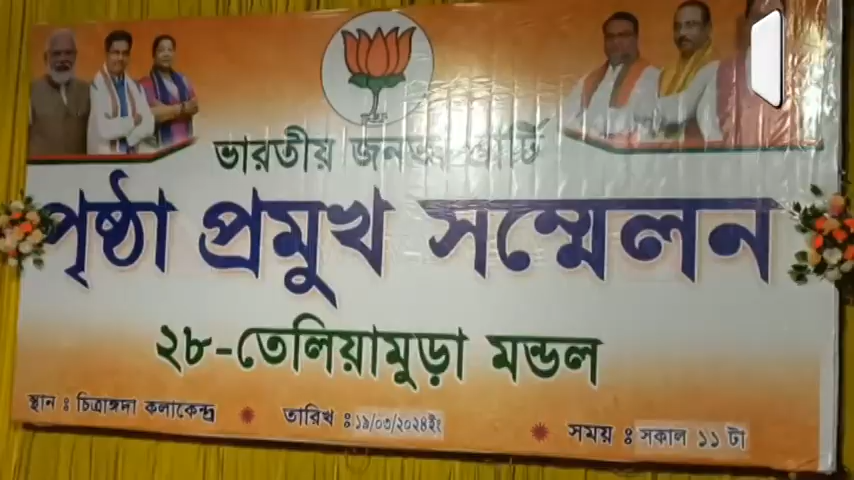 ভারতীয় জনতা পার্টি
পৃষ্ঠা প্রমুখ সম্মেলন
২৮-তেলিয়ামুড়া মন্ডল
স্থান ঃ চিত্রাঙ্গদা কলাকেন্দ্র তারিখ ঃ ১৯/০৩/২০২৪ইং সময় ঃ সকাল ১১ টা